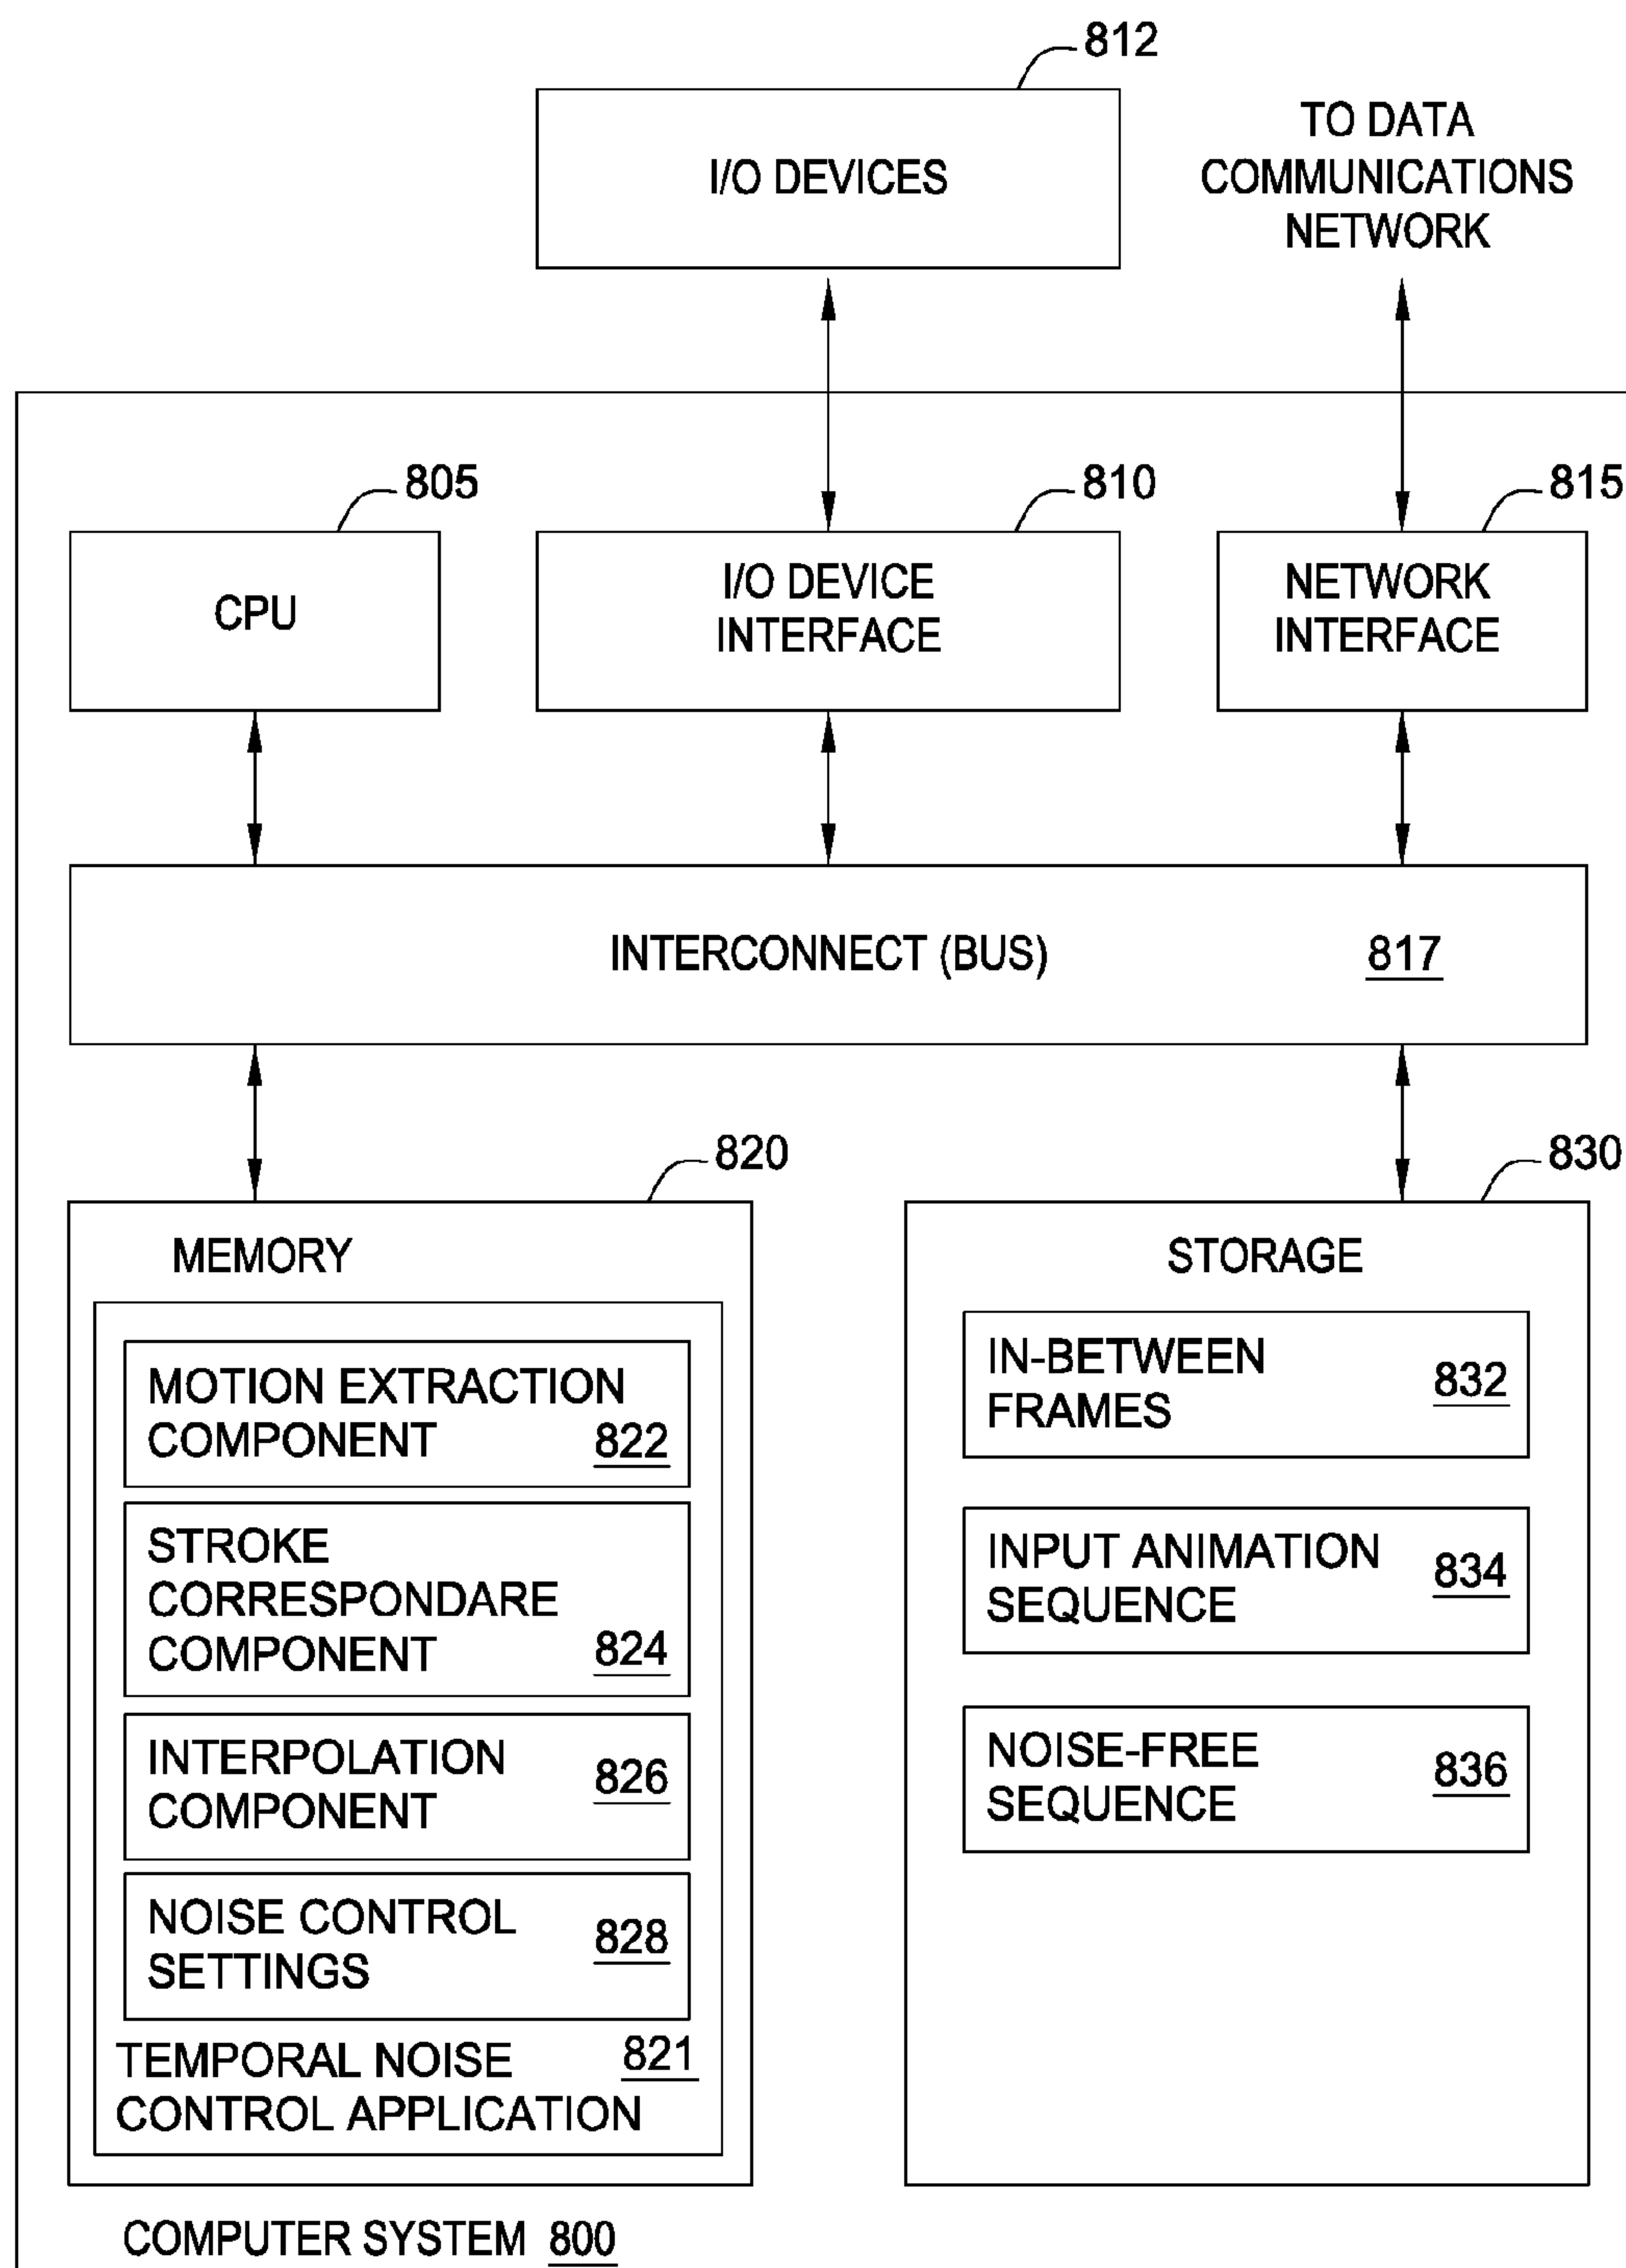 812
I/O DEVICES
TO DATA
COMMUNICATIONS
NETWORK
805
810
815
CPU
I/O DEVICE
INTERFACE
NETWORK
INTERFACE
INTERCONNECT (BUS) 817
820
830
MEMORY
MOTION EXTRACTION
COMPONENT 822
STROKE
CORRESPONDARE
COMPONENT 824
INTERPOLATION
COMPONENT 826
NOISE CONTROL
SETTINGS 828
TEMPORAL NOISE 821
CONTROL APPLICATION
STORAGE
IN-BETWEEN
FRAMES 832
INPUT ANIMATION
SEQUENCE 834
NOISE-FREE
SEQUENCE 836
COMPUTER SYSTEM 800